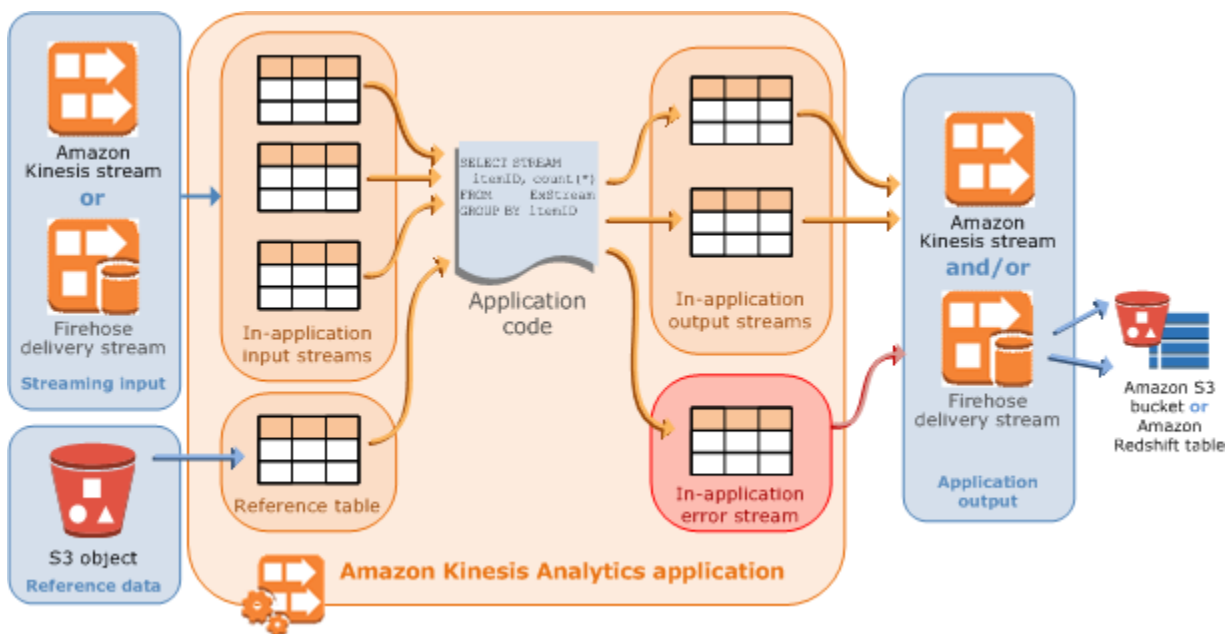 Amazon
Kinesis stream
or
Firehose
delivery stream
Streaming input
S3 object
Reference data
In-application
input streams
Reference table
SELECT STREAM
ItemID, count(*)
FROM ExStream
GROUP BY ItemID
Application
code
In-application
output streams
In-application
error stream
Amazon Kinesis Analytics application
Amazon
Kinesis stream
and/or
Firehose
delivery stream
Application
output
Amazon S3
bucket or
Amazon
Redshift table